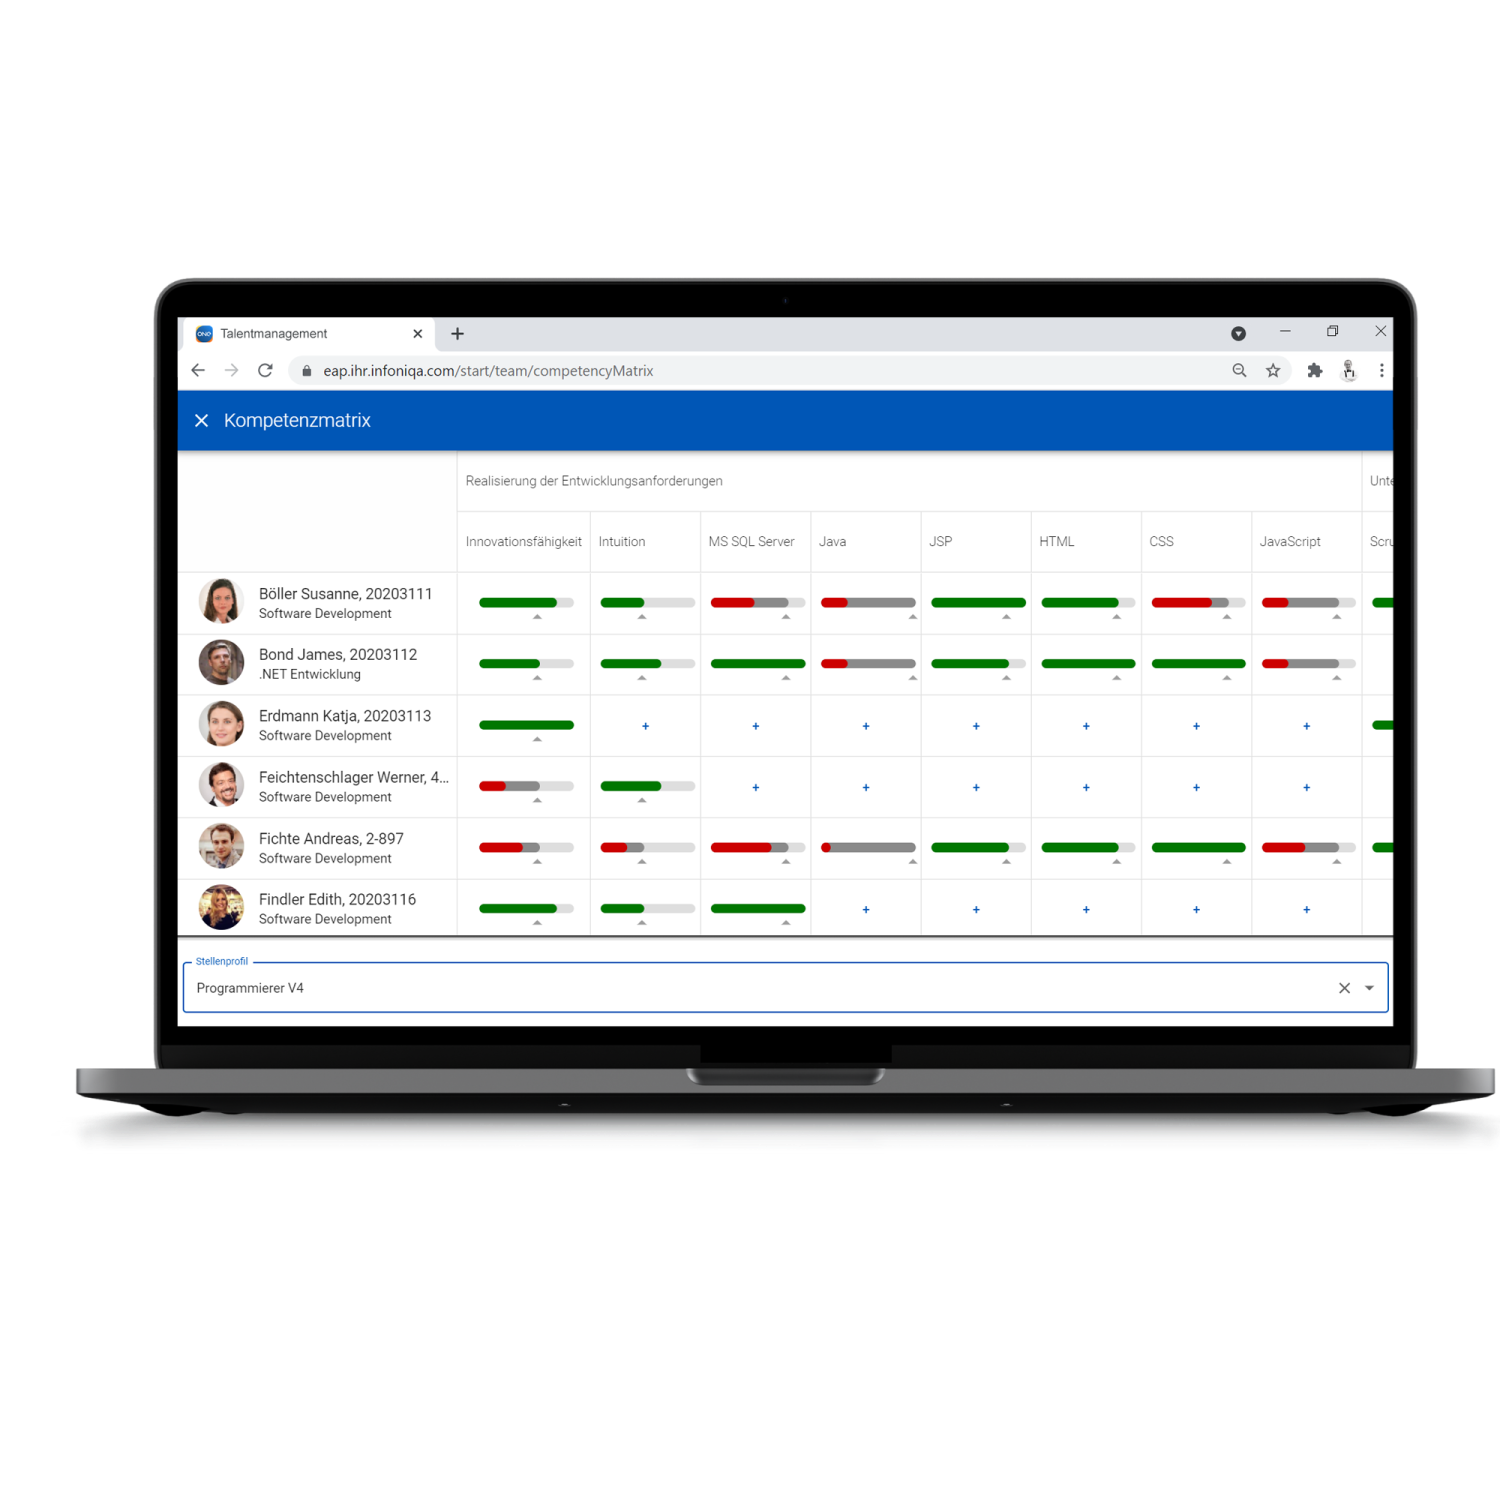 one Talentmanagement
eap.ihr.infoniqa.com/start/team/competencyMatrix
Kompetenzmatrix
Realisierung der Entwicklungsanforderungen Unte
Innovationsfähigkeit Intuition MS SQL Server Java JSP HTML CSS JavaScript Scru
Böller Susanne, 20203111
Software Development
Bond James, 20203112
.NET Entwicklung
Erdmann Katja, 20203113
Software Development
Feichtenschlager Werner, 4...
Software Development
Fichte Andreas, 2-897
Software Development
Findler Edith, 20203116
Software Development
Stellenprofil
Programmierer V4